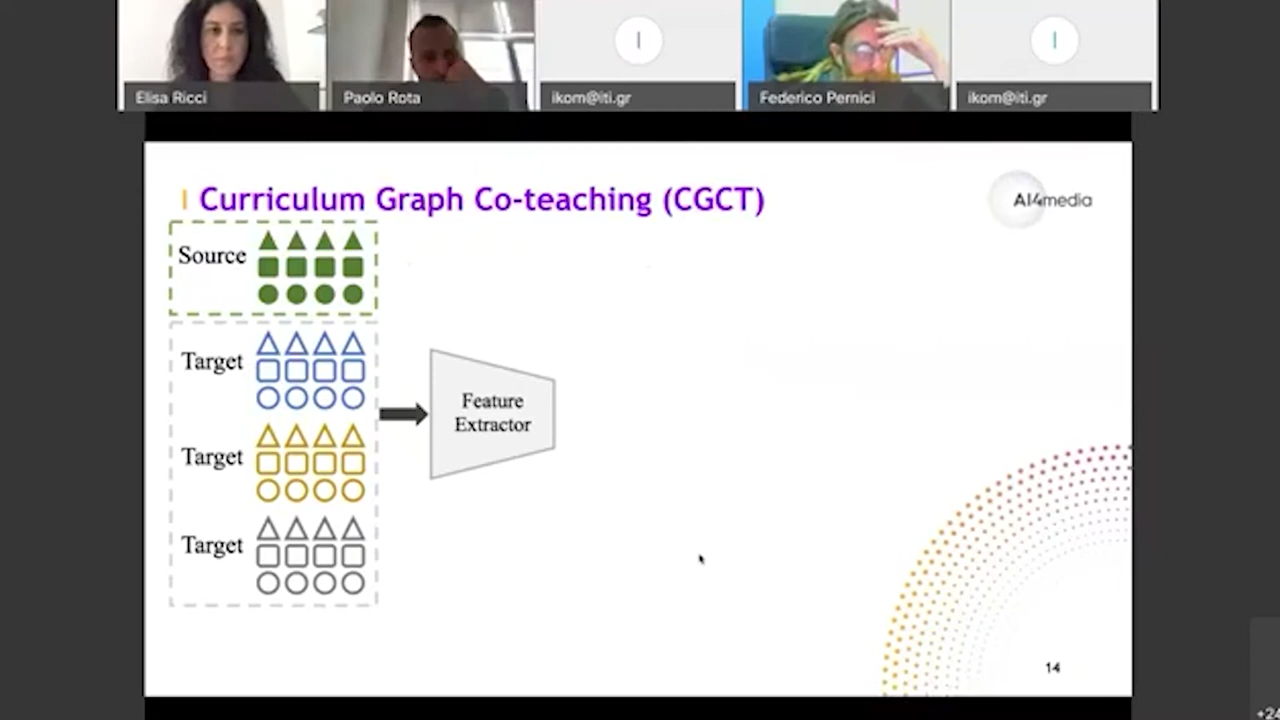 Elisa Ricci
Paolo Rota
I
ikom@iti.gr
Federico Pernici
I
ikom@iti.gr
Curriculum Graph Co-teaching (CGCT)
AI4media
Source
Target
Feature
Extractor
Target
Target
14